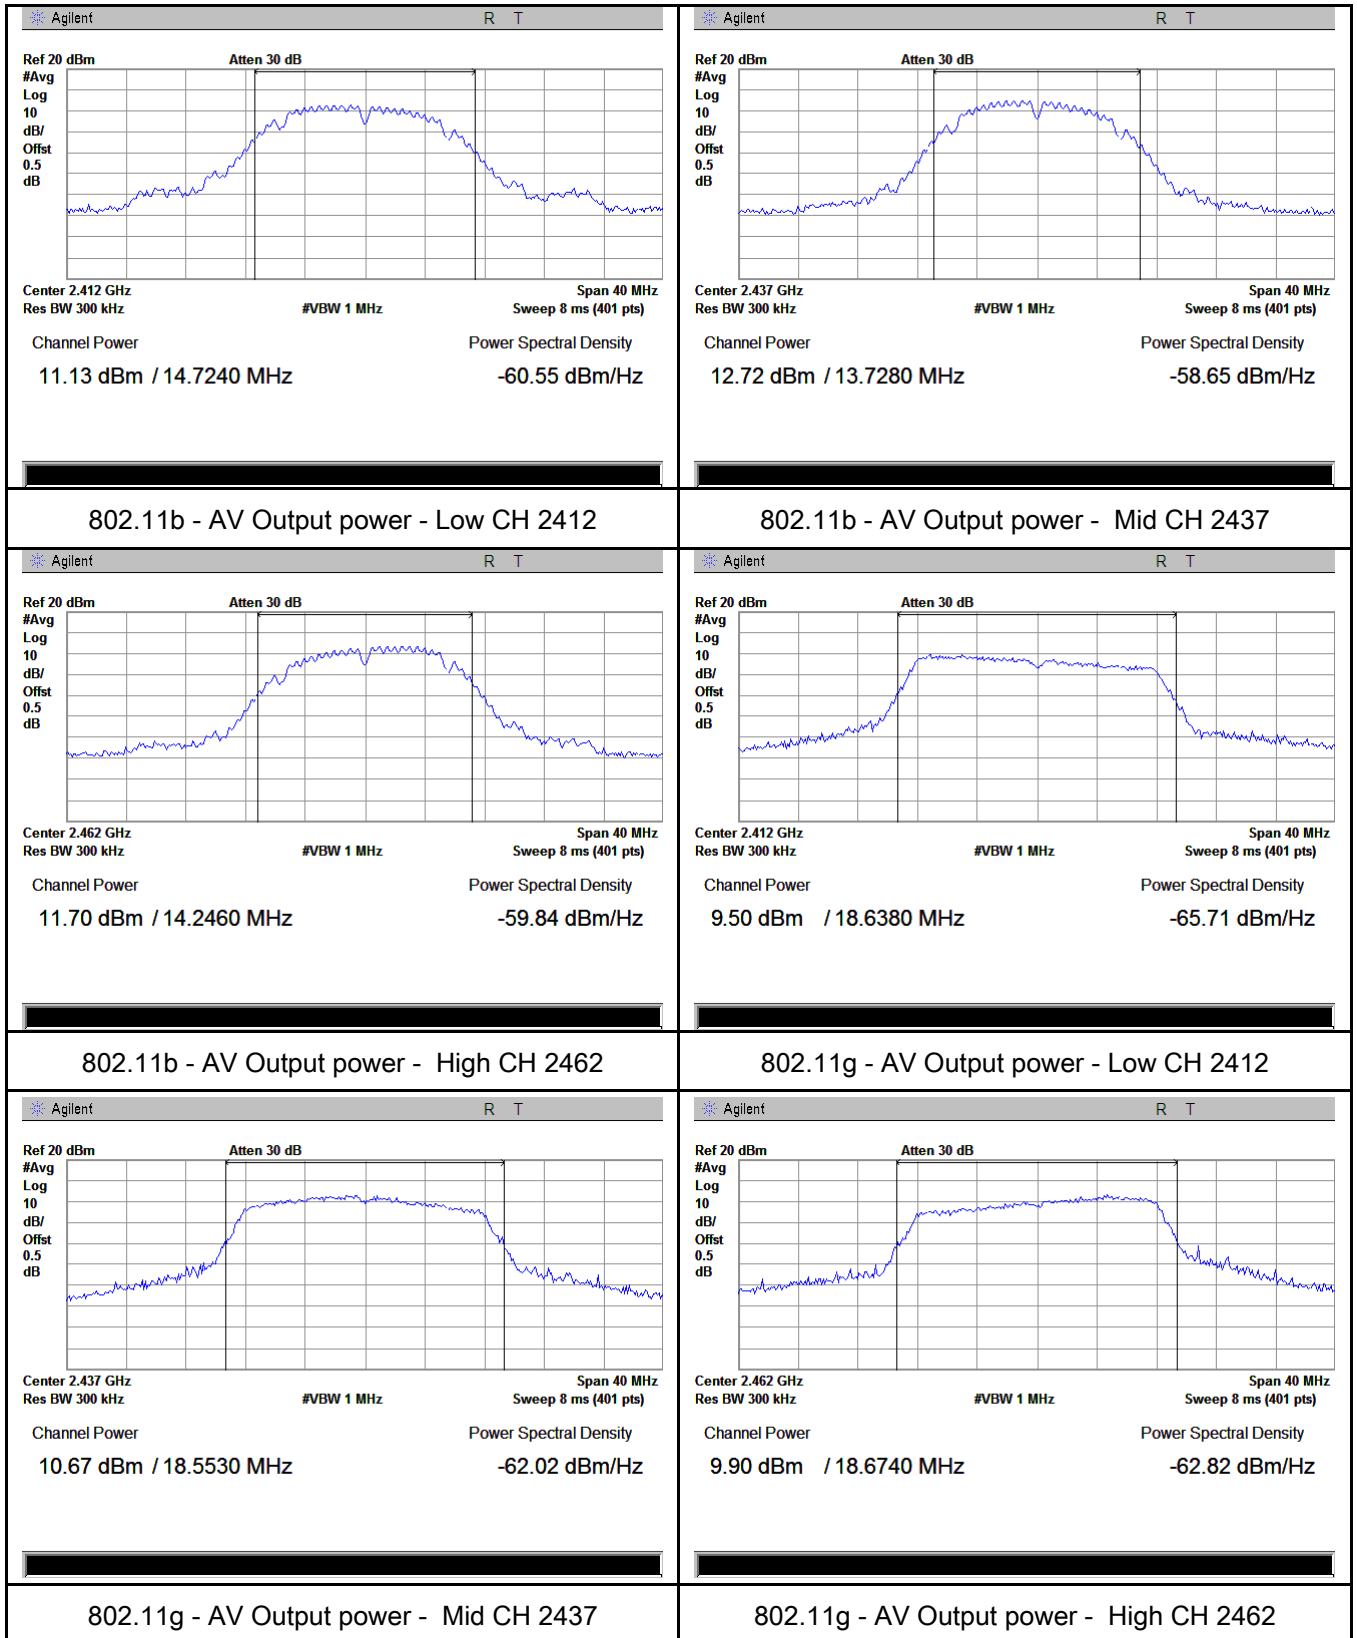 Agilent R T
Ref 20 dBm Atten 30 dB
#Avg
Log
10
dB/
Offst
0.5
dB
Center 2.412 GHz Span 40 MHz
Res BW 300 kHz #VBW 1 MHz Sweep 8 ms (401 pts)
Channel Power Power Spectral Density
11.13 dBm / 14.7240 MHz -60.55 dBm/Hz
802.11b - AV Output power - Low CH 2412
Agilent R T
Ref 20 dBm Atten 30 dB
#Avg
Log
10
dB/
Offst
0.5
dB
Center 2.437 GHz Span 40 MHz
Res BW 300 kHz #VBW 1 MHz Sweep 8 ms (401 pts)
Channel Power Power Spectral Density
12.72 dBm / 13.7280 MHz -58.65 dBm/Hz
802.11b - AV Output power - Mid CH 2437
Agilent R T
Ref 20 dBm Atten 30 dB
#Avg
Log
10
dB/
Offst
0.5
dB
Center 2.462 GHz Span 40 MHz
Res BW 300 kHz #VBW 1 MHz Sweep 8 ms (401 pts)
Channel Power Power Spectral Density
11.70 dBm / 14.2460 MHz -59.84 dBm/Hz
802.11b - AV Output power - High CH 2462
Agilent R T
Ref 20 dBm Atten 30 dB
#Avg
Log
10
dB/
Offst
0.5
dB
Center 2.412 GHz Span 40 MHz
Res BW 300 kHz #VBW 1 MHz Sweep 8 ms (401 pts)
Channel Power Power Spectral Density
9.50 dBm / 18.6380 MHz -65.71 dBm/Hz
802.11g - AV Output power - Low CH 2412
Agilent R T
Ref 20 dBm Atten 30 dB
#Avg
Log
10
dB/
Offst
0.5
dB
Center 2.437 GHz Span 40 MHz
Res BW 300 kHz #VBW 1 MHz Sweep 8 ms (401 pts)
Channel Power Power Spectral Density
10.67 dBm / 18.5530 MHz -62.02 dBm/Hz
802.11g - AV Output power - Mid CH 2437
Agilent R T
Ref 20 dBm Atten 30 dB
#Avg
Log
10
dB/
Offst
0.5
dB
Center 2.462 GHz Span 40 MHz
Res BW 300 kHz #VBW 1 MHz Sweep 8 ms (401 pts)
Channel Power Power Spectral Density
9.90 dBm / 18.6740 MHz -62.82 dBm/Hz
802.11g - AV Output power - High CH 2462